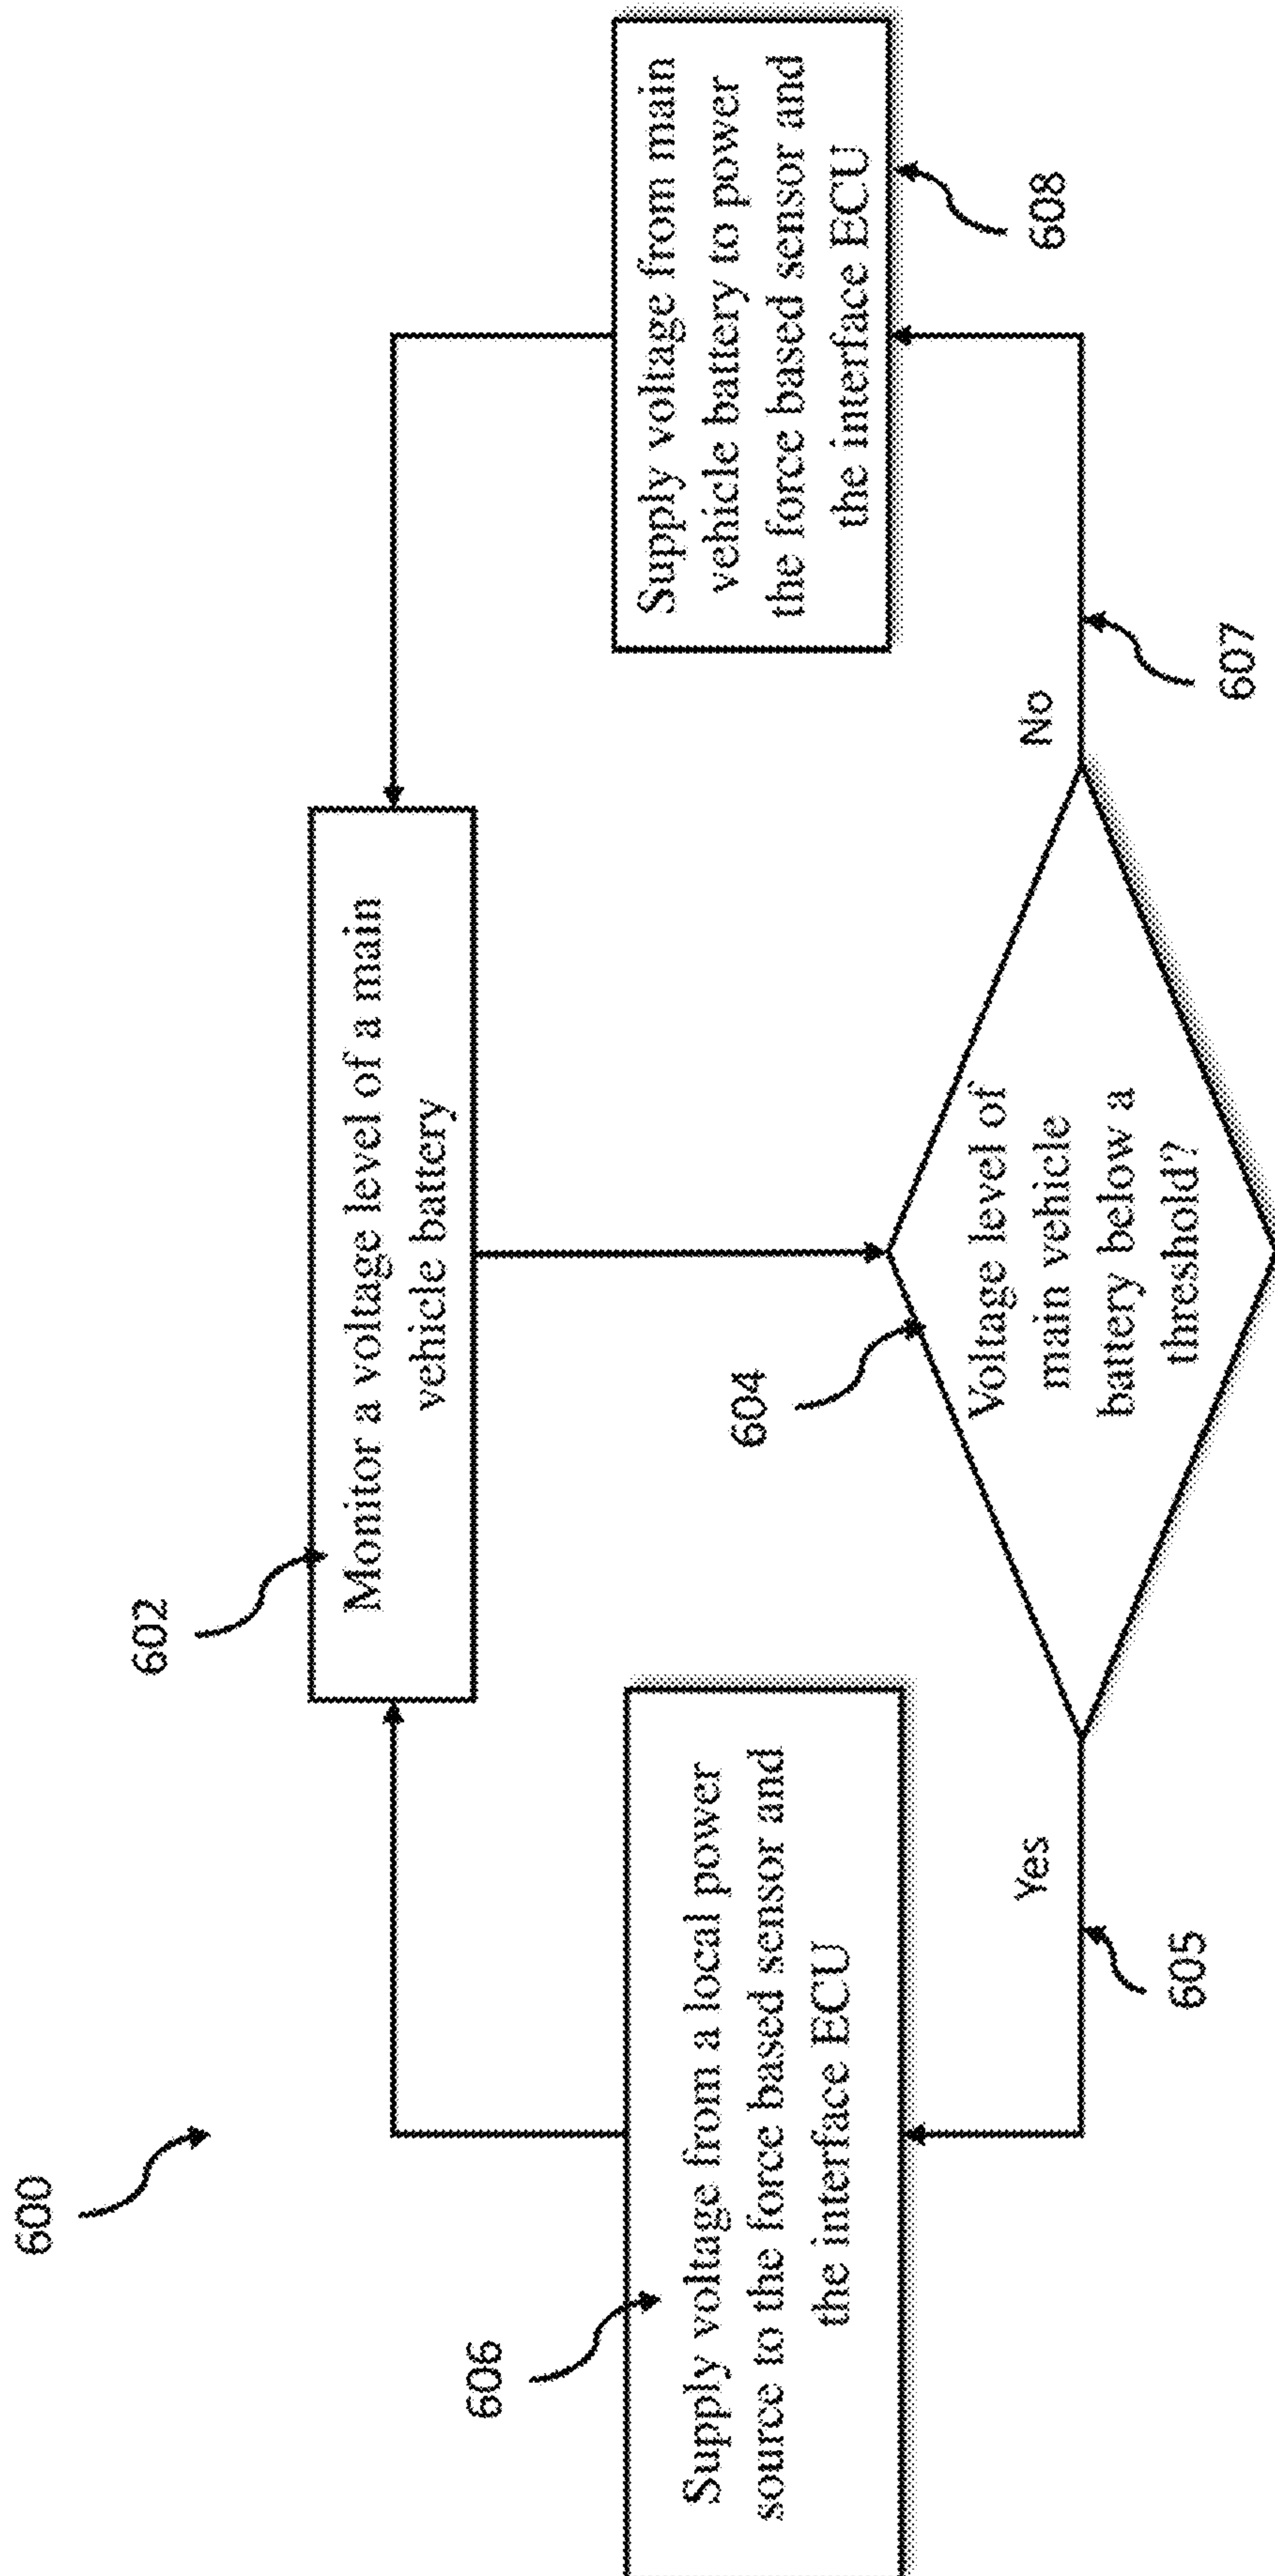 600
602
Monitor a voltage level of a main
vehicle battery
604
Voltage level of
main vehicle
battery below a
threshold?
Yes
605
606
Supply voltage from a local power
source to the force based sensor and
the interface ECU
No
607
Supply voltage from main
vehicle battery to power
the force based sensor and
the interface ECU
608